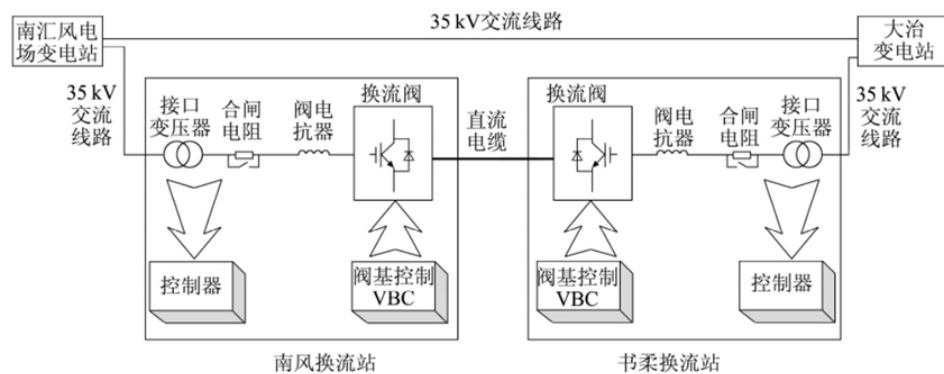 35 kV交流线路
南汇风电
场变电站
大治
变电站
35 kV
交流
线路
接口
变压器
合闸
电阻
阀电
抗器
换流阀
直流
电缆
换流阀
阀电
抗器
合闸
电阻
接口
变压器
35 kV
交流
线路
控制器
阀基控制
VBC
阀基控制
VBC
控制器
南风换流站
书柔换流站